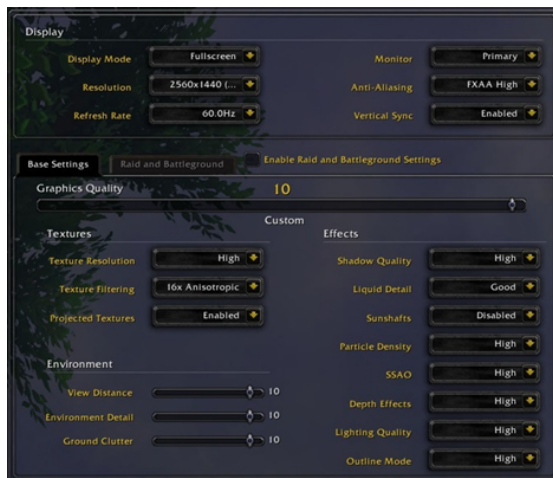 Display
Display Mode Fullscreen Monitor Primary
Resolution 2560x1440 (... Anti-Aliasing FXAA High
Refresh Rate 60.0Hz Vertical Sync Enabled
Base Settings Raid and Battleground Enable Raid and Battleground Settings
Graphics Quality 10
Custom
Textures Effects
Texture Resolution High Shadow Quality High
Texture Filtering 16x Anisotropic Liquid Detail Good
Projected Textures Enabled Sunshafts Disabled
Particle Density High
Environment SSAO High
View Distance 10 Depth Effects High
Environment Detail 10 Lighting Quality High
Ground Clutter 10 Outline Mode High